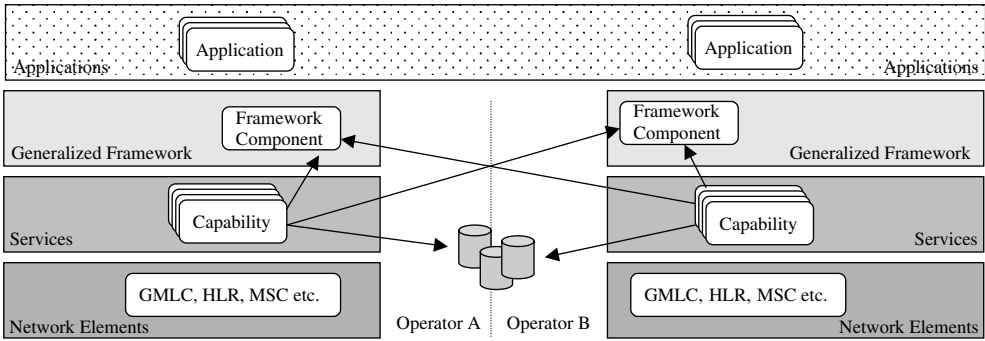 Application
Application
Applications
Applications
Framework
Component
Generalized Framework
Framework
Component
Generalized Framework
Capability
Services
Capability
Services
GMLC, HLR, MSC etc.
Network Elements
Operator A
Operator B
GMLC, HLR, MSC etc.
Network Elements